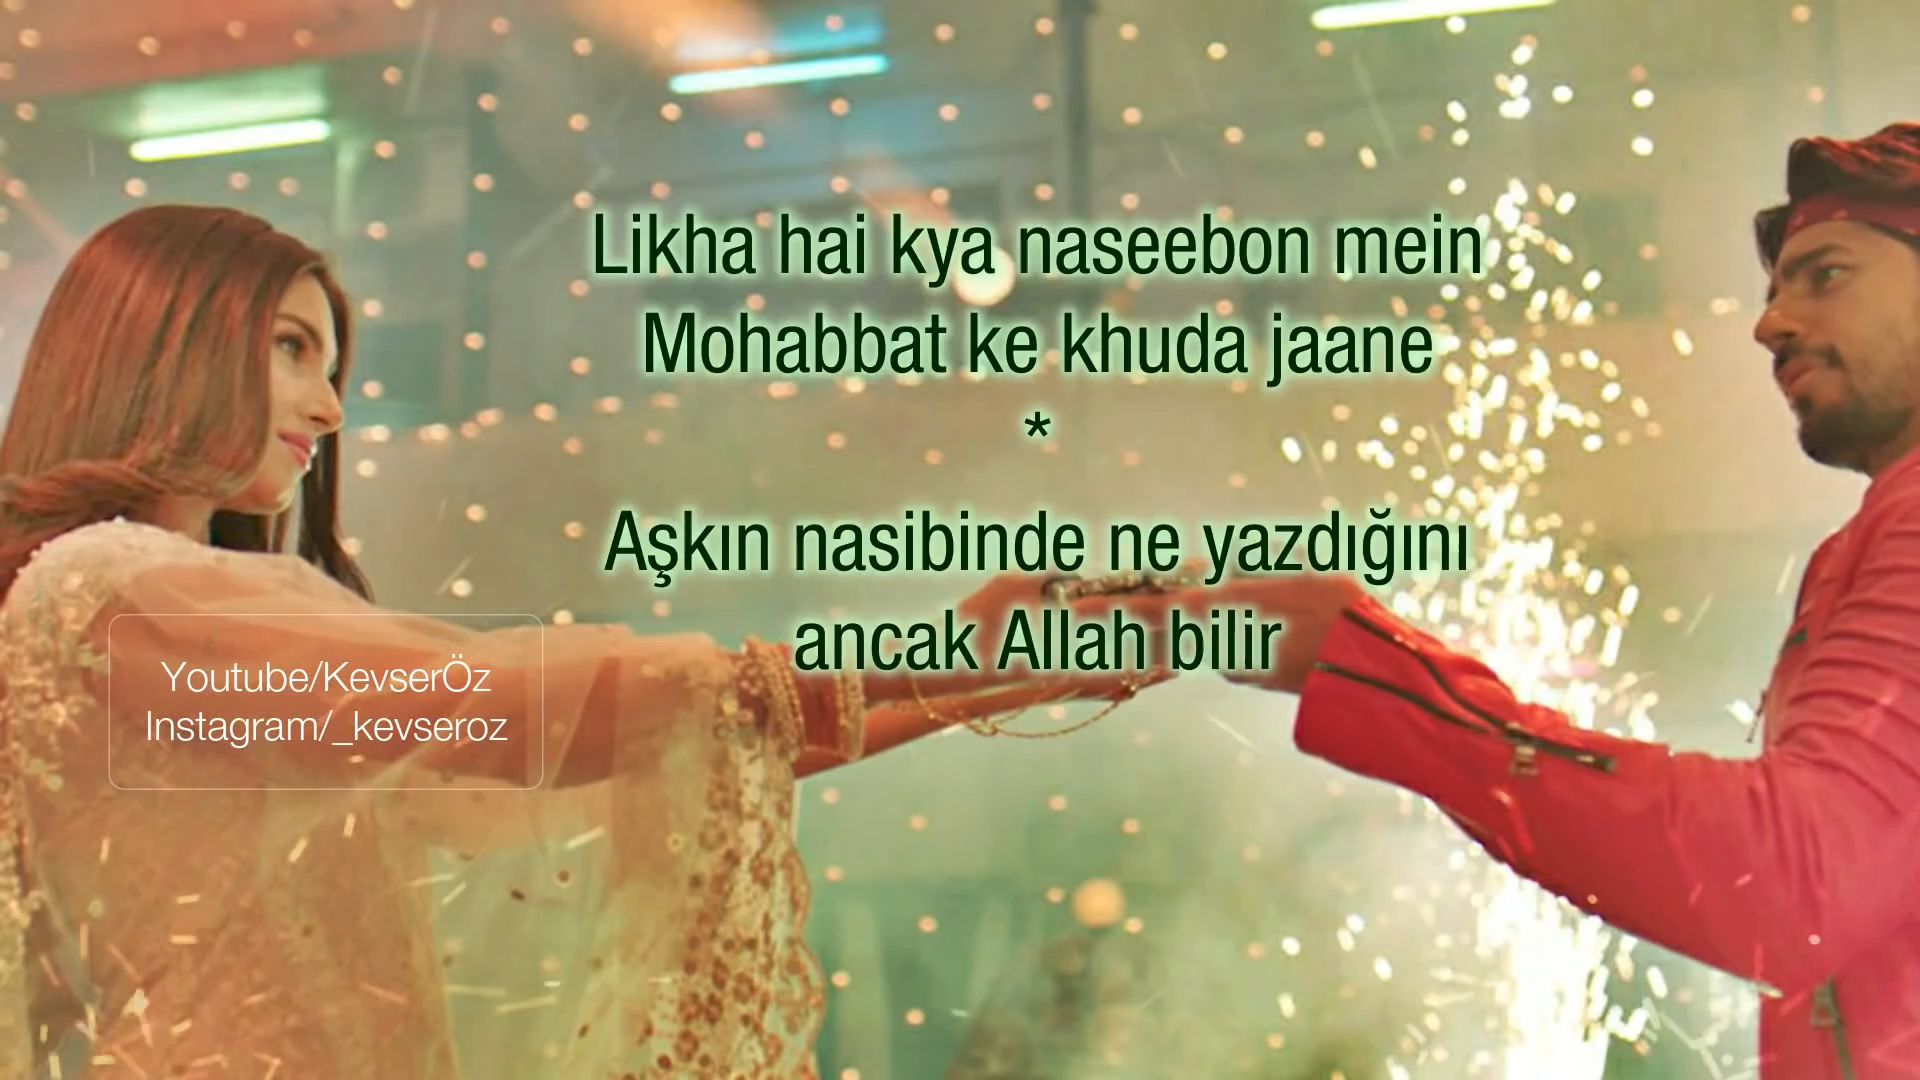 Likha hai kya naseebon mein
Mohabbat ke khuda jaane
*
Aşkın nasibinde ne yazdığını
ancak Allah bilir
Youtube/KevserÖz
Instagram/_kevseroz